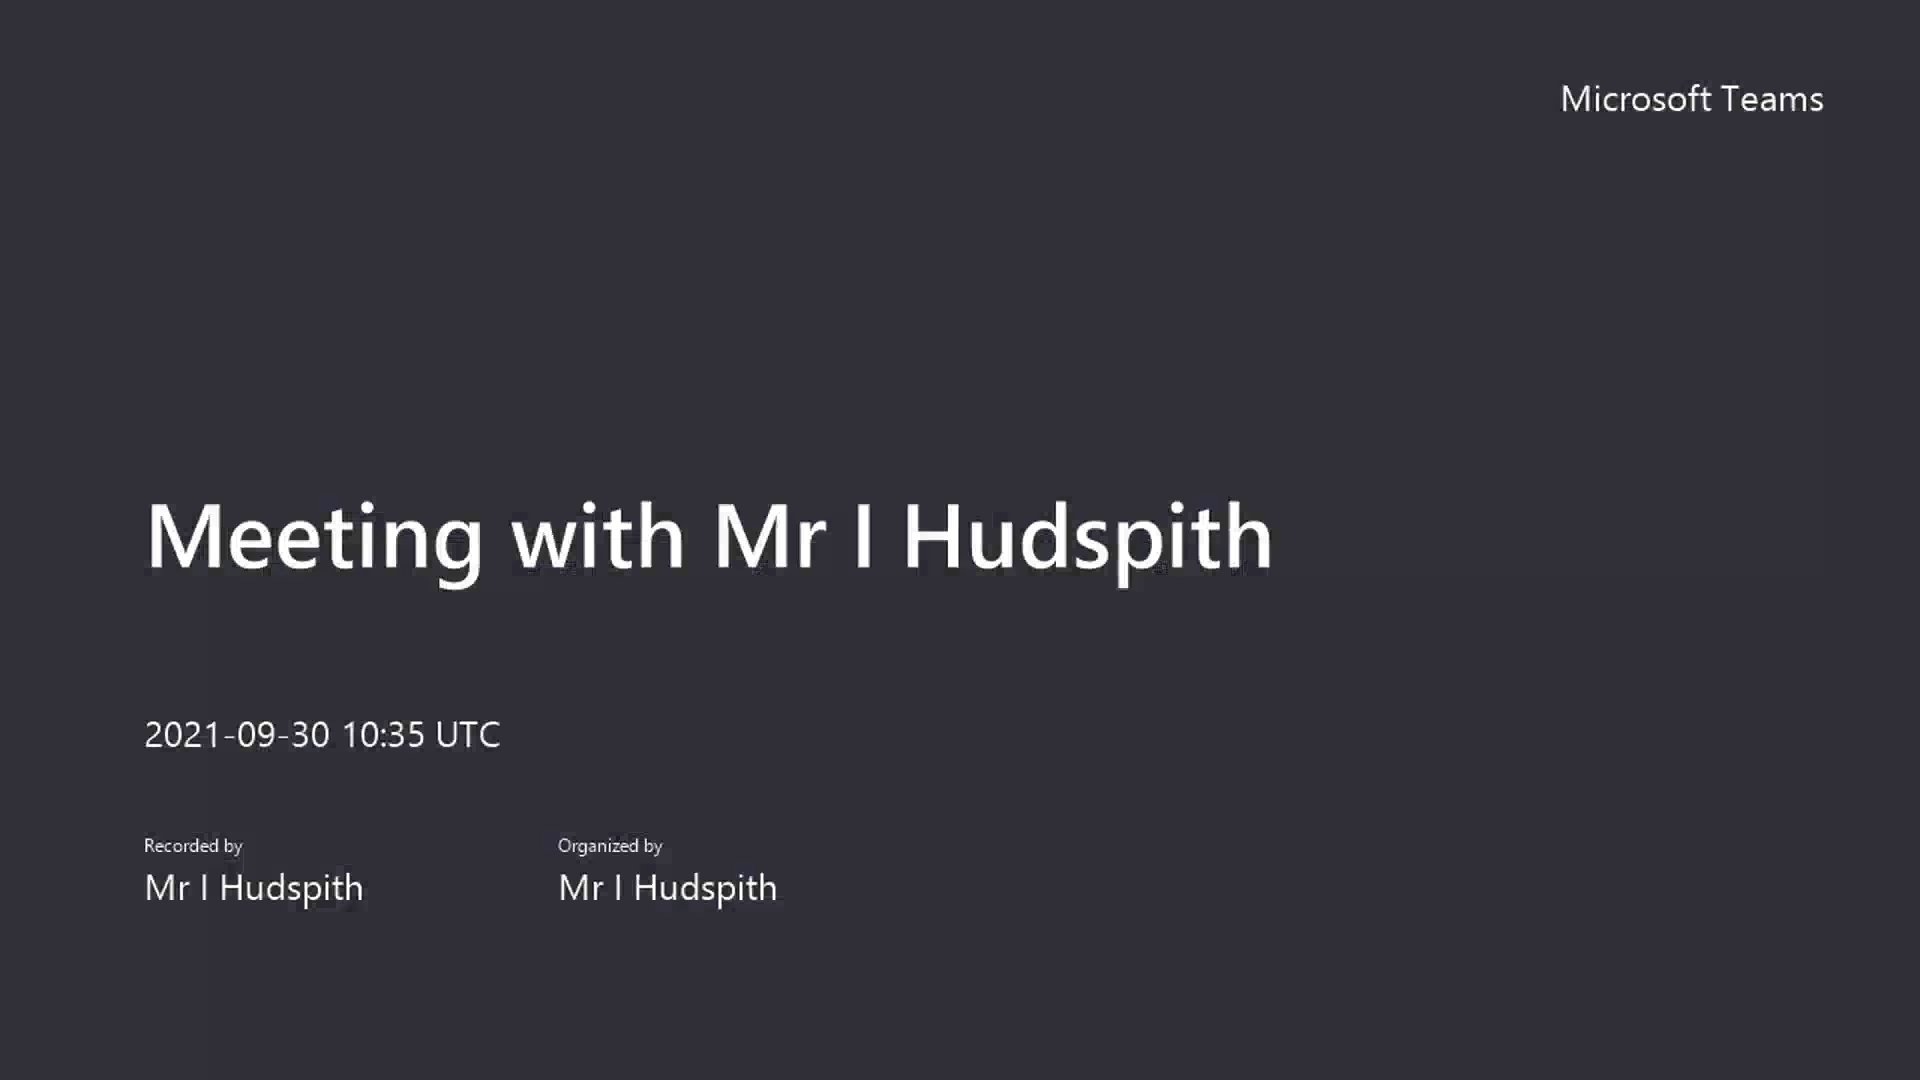 Microsoft Teams
Meeting with Mr I Hudspith
2021-09-30 10:35 UTC
Recorded by
Mr I Hudspith
Organized by
Mr I Hudspith